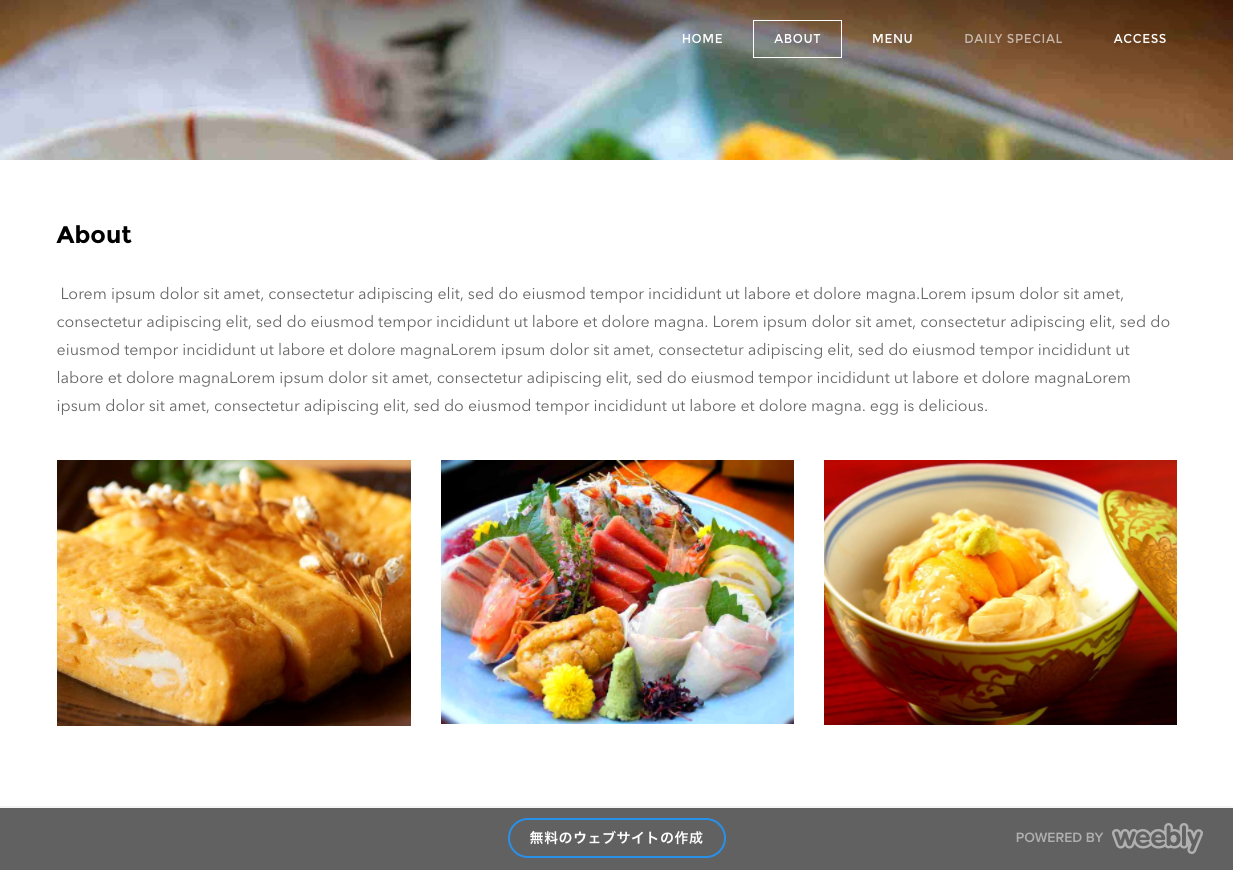 HOME ABOUT MENU DAILY SPECIAL ACCESS
About
Lorem ipsum dolor sit amet, consectetur adipiscing elit, sed do eiusmod tempor incididunt ut labore et dolore magna.Lorem ipsum dolor sit amet,
consectetur adipiscing elit, sed do eiusmod tempor incididunt ut labore et dolore magna. Lorem ipsum dolor sit amet, consectetur adipiscing elit, sed do
eiusmod tempor incididunt ut labore et dolore magnaLorem ipsum dolor sit amet, consectetur adipiscing elit, sed do eiusmod tempor incididunt ut
labore et dolore magnaLorem ipsum dolor sit amet, consectetur adipiscing elit, sed do eiusmod tempor incididunt ut labore et dolore magnaLorem
ipsum dolor sit amet, consectetur adipiscing elit, sed do eiusmod tempor incididunt ut labore et dolore magna. egg is delicious.
無料のウェブサイトの作成
POWERED BY weebly